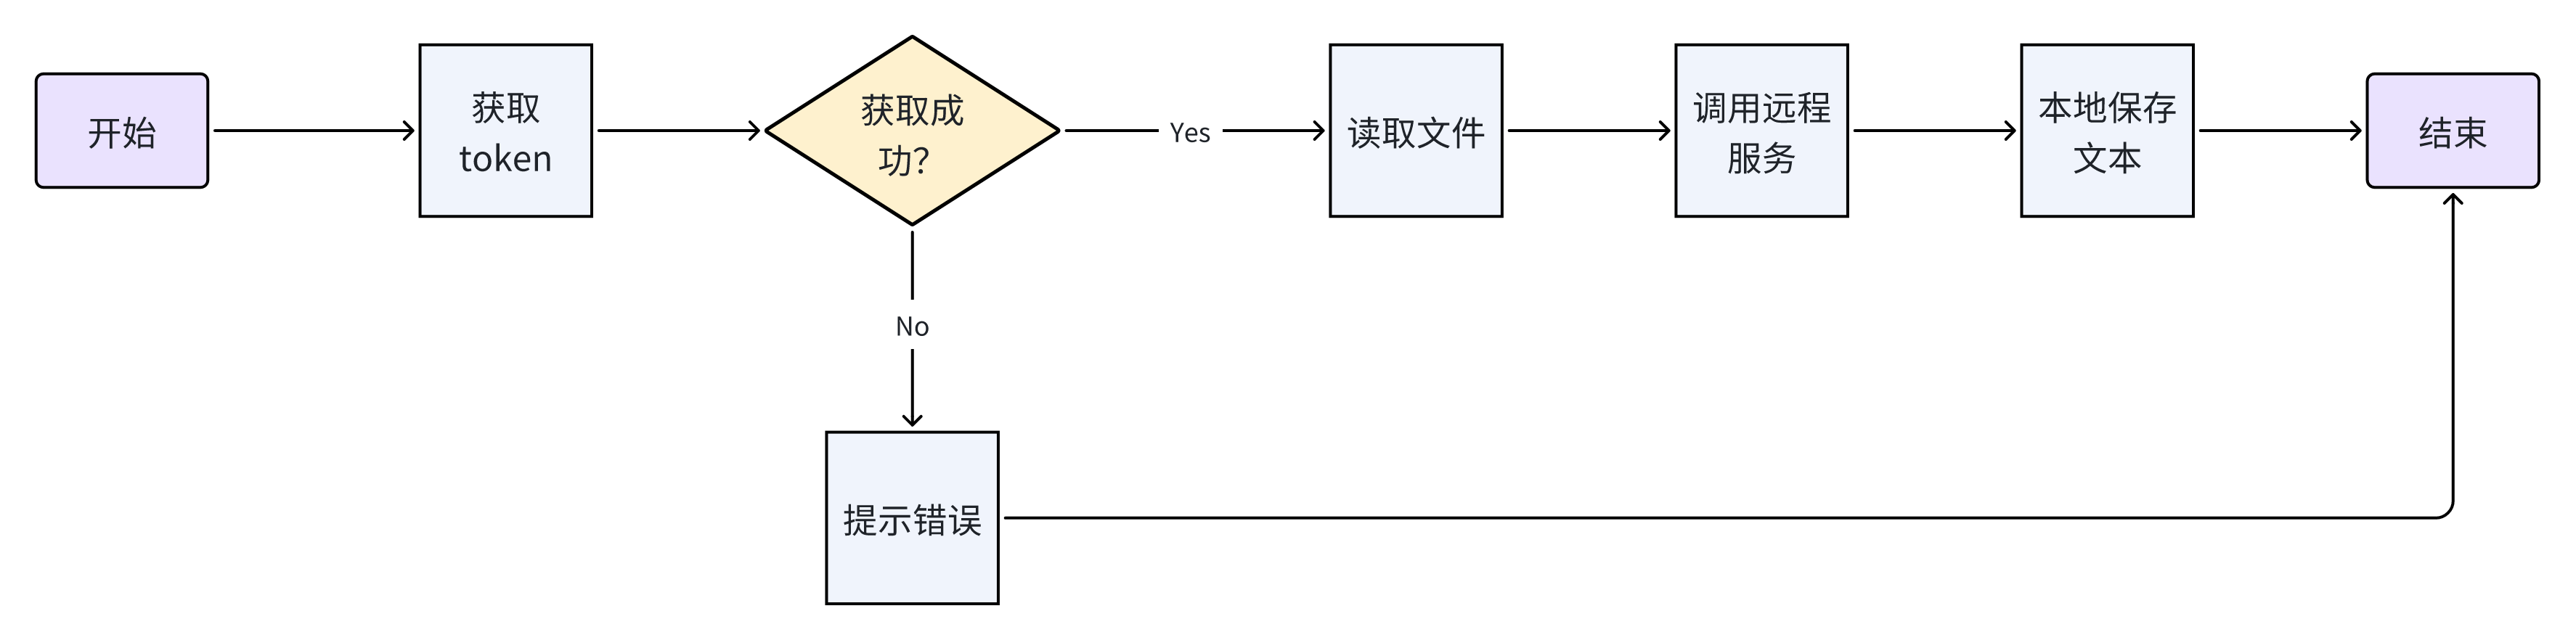 开始
获取
token
获取成
功？
Yes
读取文件
调用远程
服务
本地保存
文本
结束
No
提示错误